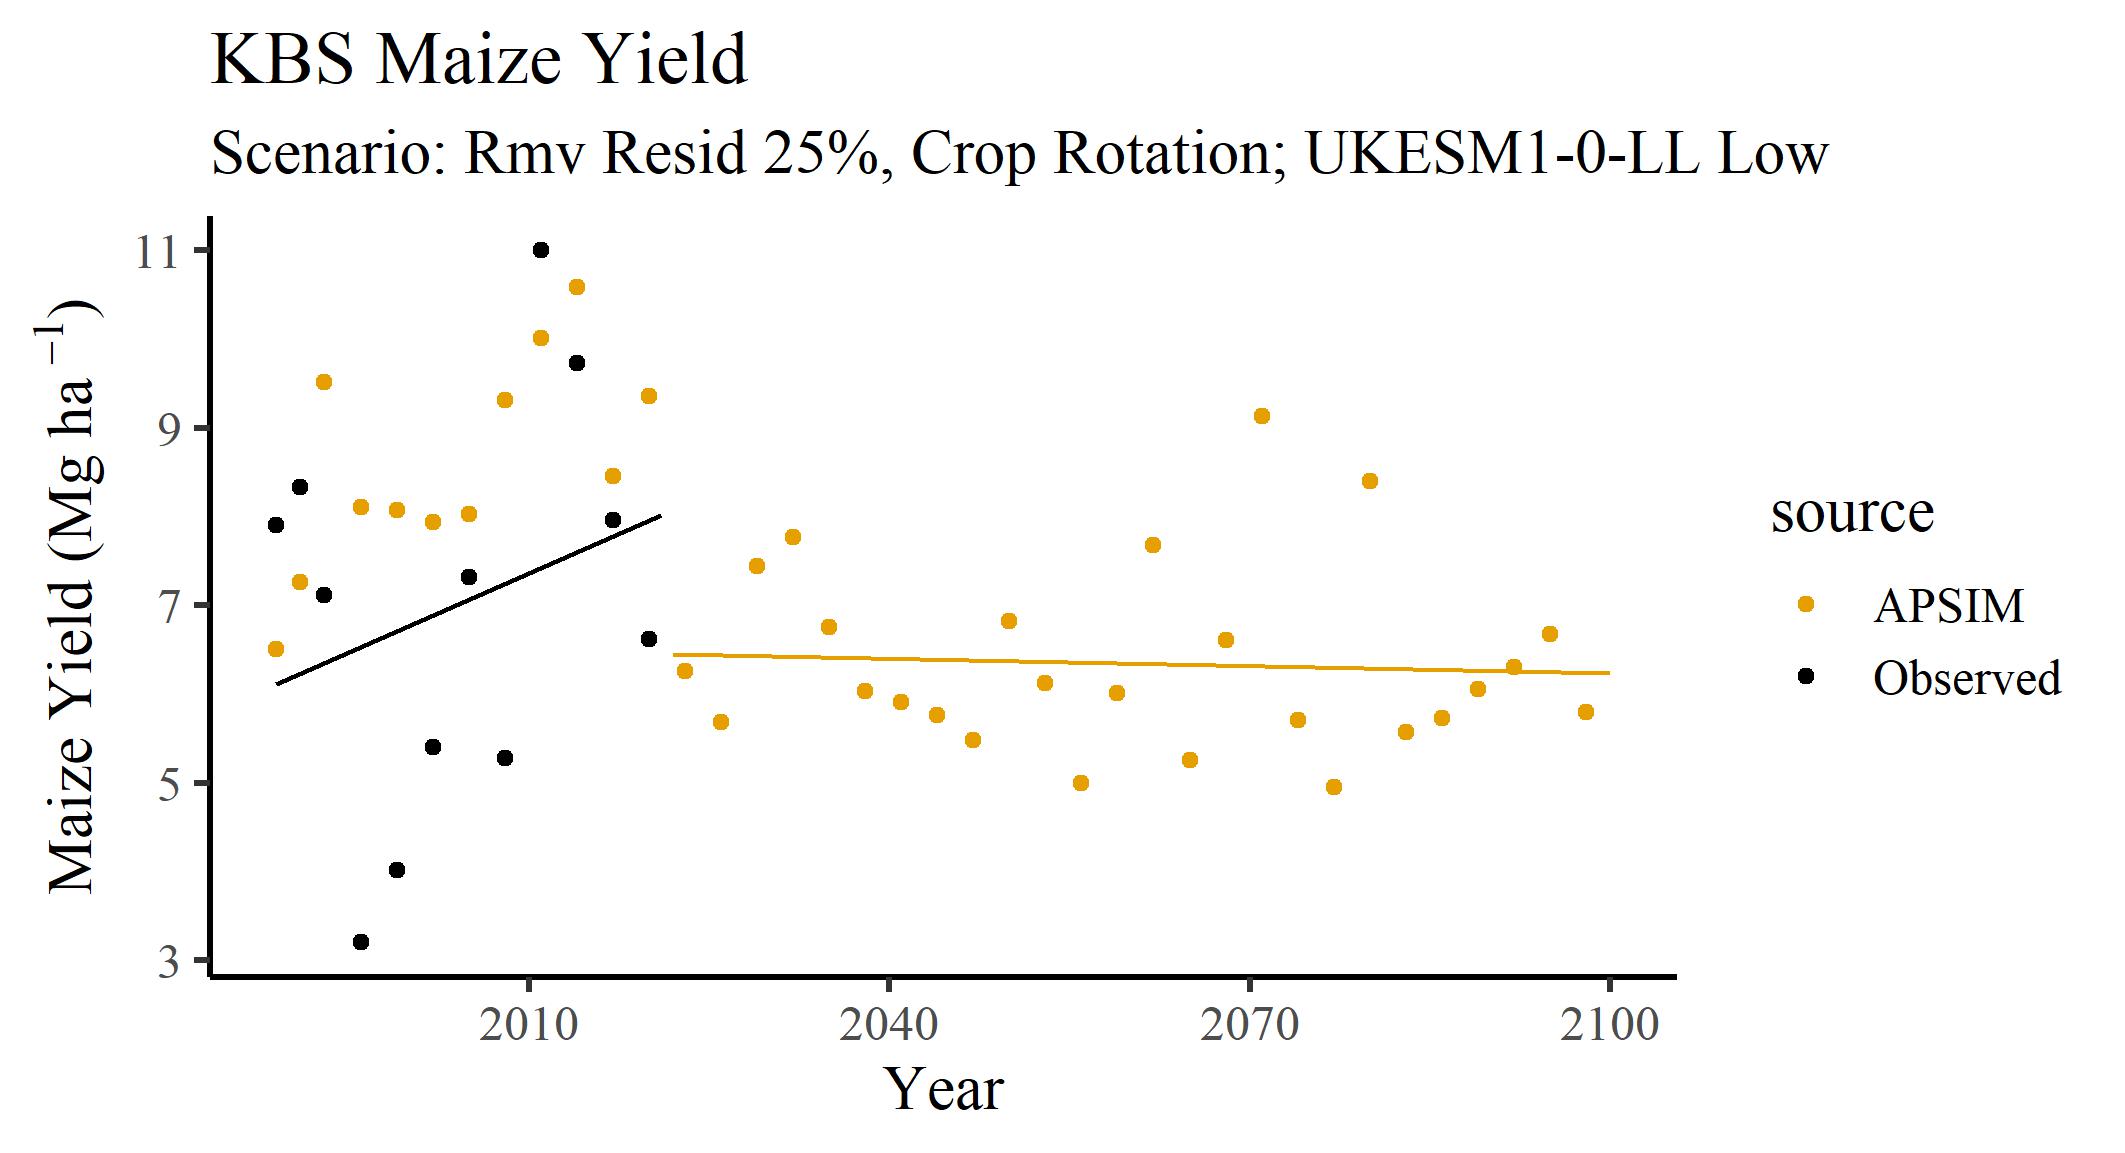 KBS Maize Yield
Scenario: Rmv Resid 25%, Crop Rotation; UKESM1-0-LL Low
Maize Yield (Mg ha ⁻¹)
11
9
7
5
3
2010 2040 2070 2100
Year
source
APSIM
Observed